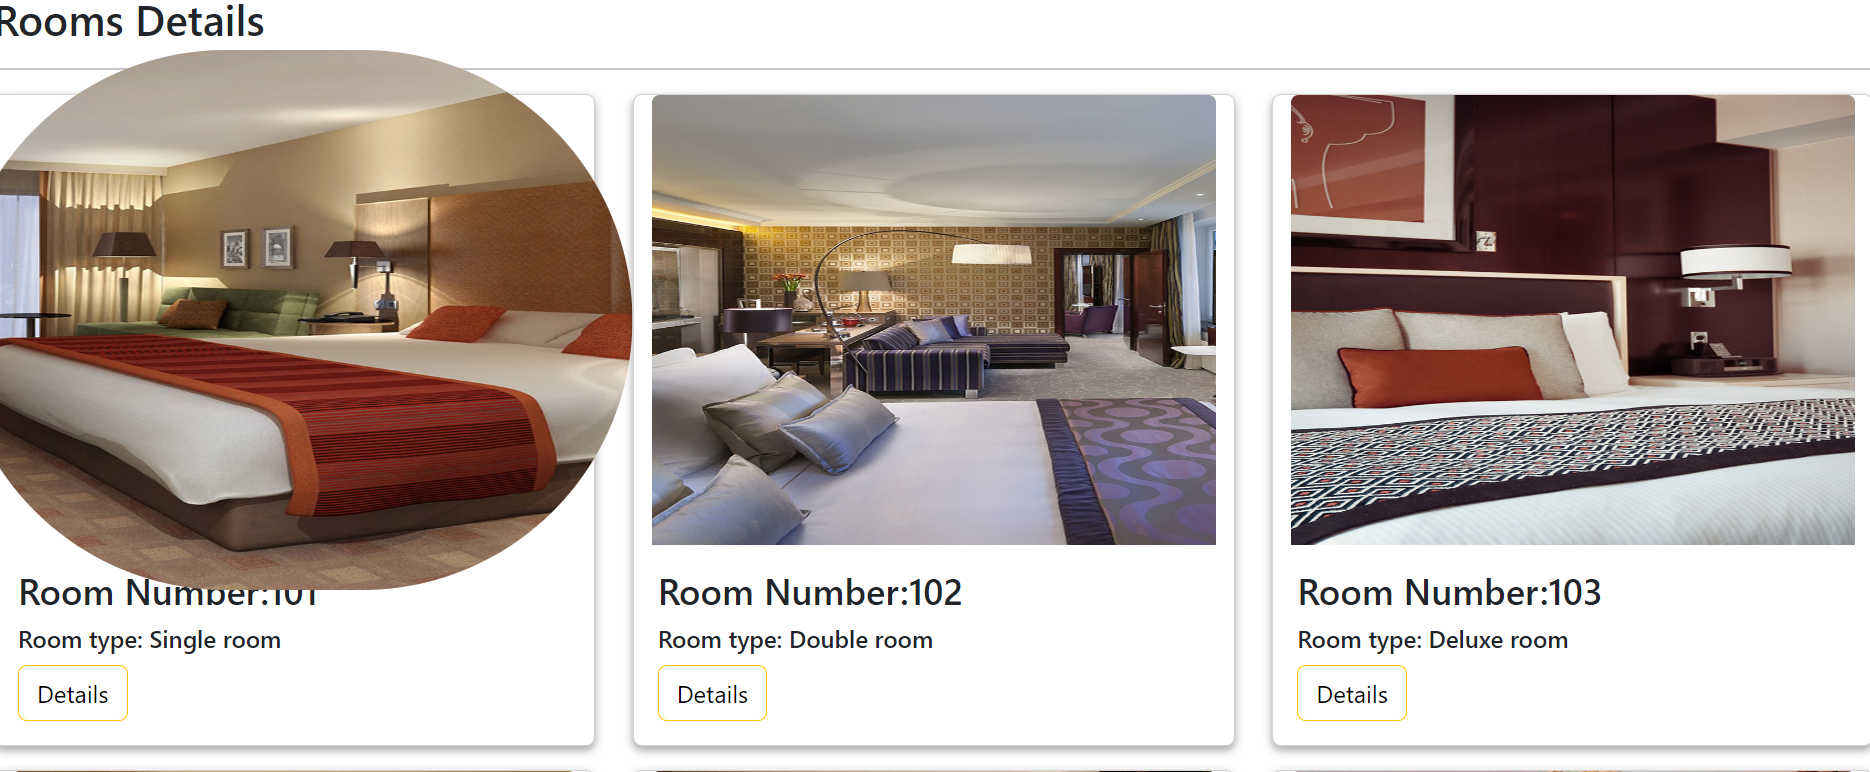 Rooms Details
Room Number:101
Room type: Single room
Details
Room Number:102
Room type: Double room
Details
Room Number:103
Room type: Deluxe room
Details